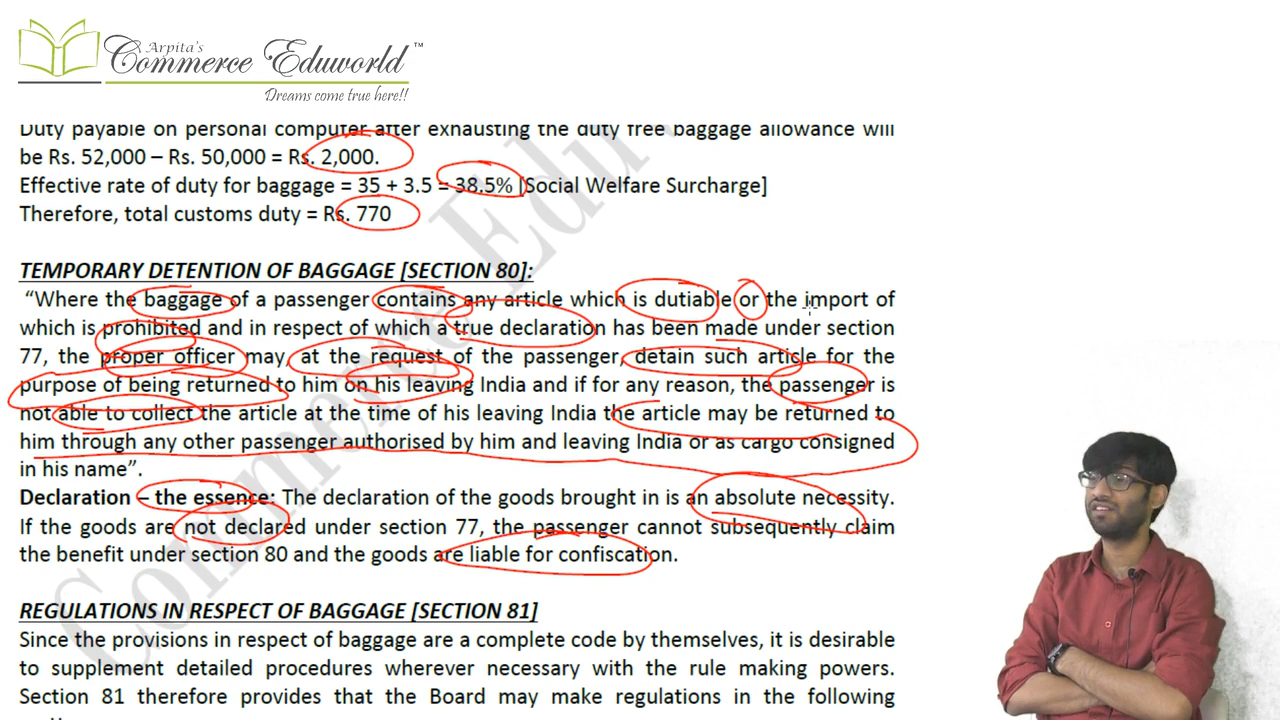 Arpita's
Commerce Eduworld™
Dreams come true here!!
Duty payable on personal computer after exhausting the duty free baggage allowance will
be Rs. 52,000 – Rs. 50,000 = Rs. 2,000.
Effective rate of duty for baggage = 35 + 3.5 = 38.5% [Social Welfare Surcharge]
Therefore, total customs duty = Rs. 770
TEMPORARY DETENTION OF BAGGAGE [SECTION 80]:
“Where the baggage of a passenger contains any article which is dutiable or the import of
which is prohibited and in respect of which a true declaration has been made under section
77, the proper officer may, at the request of the passenger, detain such article for the
purpose of being returned to him on his leaving India and if for any reason, the passenger is
not able to collect the article at the time of his leaving India the article may be returned to
him through any other passenger authorised by him and leaving India or as cargo consigned
in his name”.
Declaration – the essence: The declaration of the goods brought in is an absolute necessity.
If the goods are not declared under section 77, the passenger cannot subsequently claim
the benefit under section 80 and the goods are liable for confiscation.
REGULATIONS IN RESPECT OF BAGGAGE [SECTION 81]
Since the provisions in respect of baggage are a complete code by themselves, it is desirable
to supplement detailed procedures wherever necessary with the rule making powers.
Section 81 therefore provides that the Board may make regulations in the following
Commerce Edu